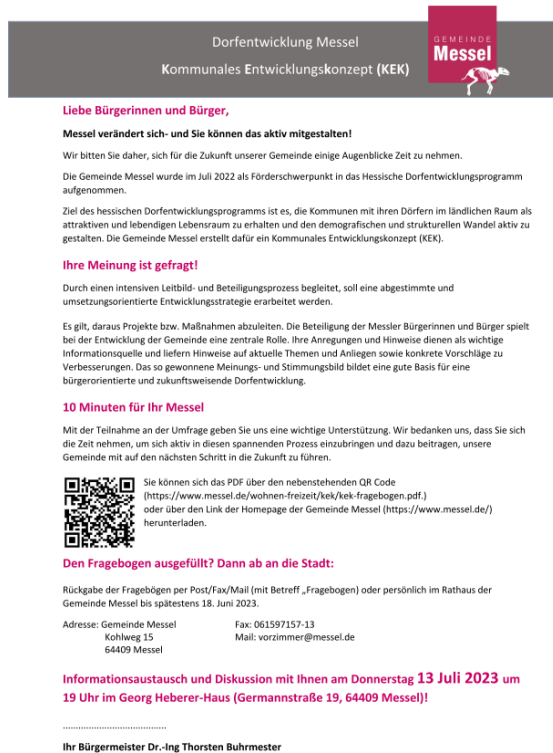 Dorfentwicklung Messel
Kommunales Entwicklungskonzept (KEK)
GEMEINDE
Messel
Liebe Bürgerinnen und Bürger,
Messel verändert sich- und Sie können das aktiv mitgestalten!
Wir bitten Sie daher, sich für die Zukunft unserer Gemeinde einige Augenblicke Zeit zu nehmen.
Die Gemeinde Messel wurde im Juli 2022 als Förderschwerpunkt in das Hessische Dorfentwicklungsprogramm
aufgenommen.
Ziel des hessischen Dorfentwicklungsprogramms ist es, die Kommunen mit ihren Dörfern im ländlichen Raum als
attraktiven und lebendigen Lebensraum zu erhalten und den demografischen und strukturellen Wandel aktiv zu
gestalten. Die Gemeinde Messel erstellt dafür ein Kommunales Entwicklungskonzept (KEK).
Ihre Meinung ist gefragt!
Durch einen intensiven Leitbild- und Beteiligungsprozess begleitet, soll eine abgestimmte und
umsetzungsorientierte Entwicklungsstrategie erarbeitet werden.
Es gilt, daraus Projekte bzw. Maßnahmen abzuleiten. Die Beteiligung der Messler Bürgerinnen und Bürger spielt
bei der Entwicklung der Gemeinde eine zentrale Rolle. Ihre Anregungen und Hinweise dienen als wichtige
Informationsquelle und liefern Hinweise auf aktuelle Themen und Anliegen sowie konkrete Vorschläge zu
Verbesserungen. Das so gewonnene Meinungs- und Stimmungsbild bildet eine gute Basis für eine
bürgerorientierte und zukunftsweisende Dorfentwicklung.
10 Minuten für Ihr Messel
Mit der Teilnahme an der Umfrage geben Sie uns eine wichtige Unterstützung. Wir bedanken uns, dass Sie sich
die Zeit nehmen, um sich aktiv in diesen spannenden Prozess einzubringen und dazu beitragen, unsere
Gemeinde mit auf den nächsten Schritt in die Zukunft zu führen.
Sie können sich das PDF über den nebenstehenden QR Code
(https://www.messel.de/wohnen-freizeit/kek/kek-fragebogen.pdf.)
oder über den Link der Homepage der Gemeinde Messel (https://www.messel.de/)
herunterladen.
Den Fragebogen ausgefüllt? Dann ab an die Stadt:
Rückgabe der Fragebögen per Post/Fax/Mail (mit Betreff „Fragebogen) oder persönlich im Rathaus der
Gemeinde Messel bis spätestens 18. Juni 2023.
Adresse: Gemeinde Messel Fax: 061597157-13
Kohlweg 15 Mail: vorzimmer@messel.de
64409 Messel
Informationsaustausch und Diskussion mit Ihnen am Donnerstag 13 Juli 2023 um
19 Uhr im Georg Heberer-Haus (Germannstraße 19, 64409 Messel)!
........................................
Ihr Bürgermeister Dr.-Ing Thorsten Buhrmester